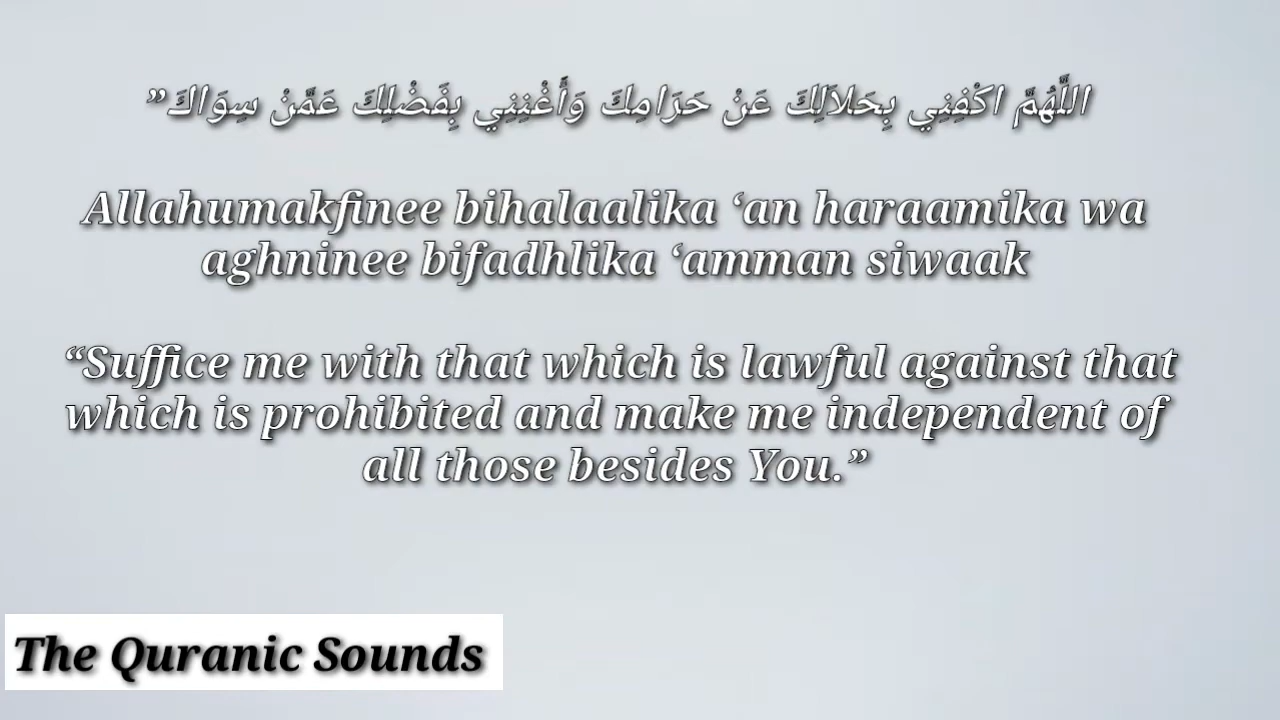 اللَّهُمَّ اكْفِنِي بِحَلاَلِكَ عَنْ حَرَامِكَ وَأَغْنِنِي بِفَضْلِكَ عَمَّنْ سِوَاكَ”
Allahumakfinee bihalaalika ‘an haraamika wa
aghninee bifadhlika ‘amman siwaak
“Suffice me with that which is lawful against that
which is prohibited and make me independent of
all those besides You.”
The Quranic Sounds